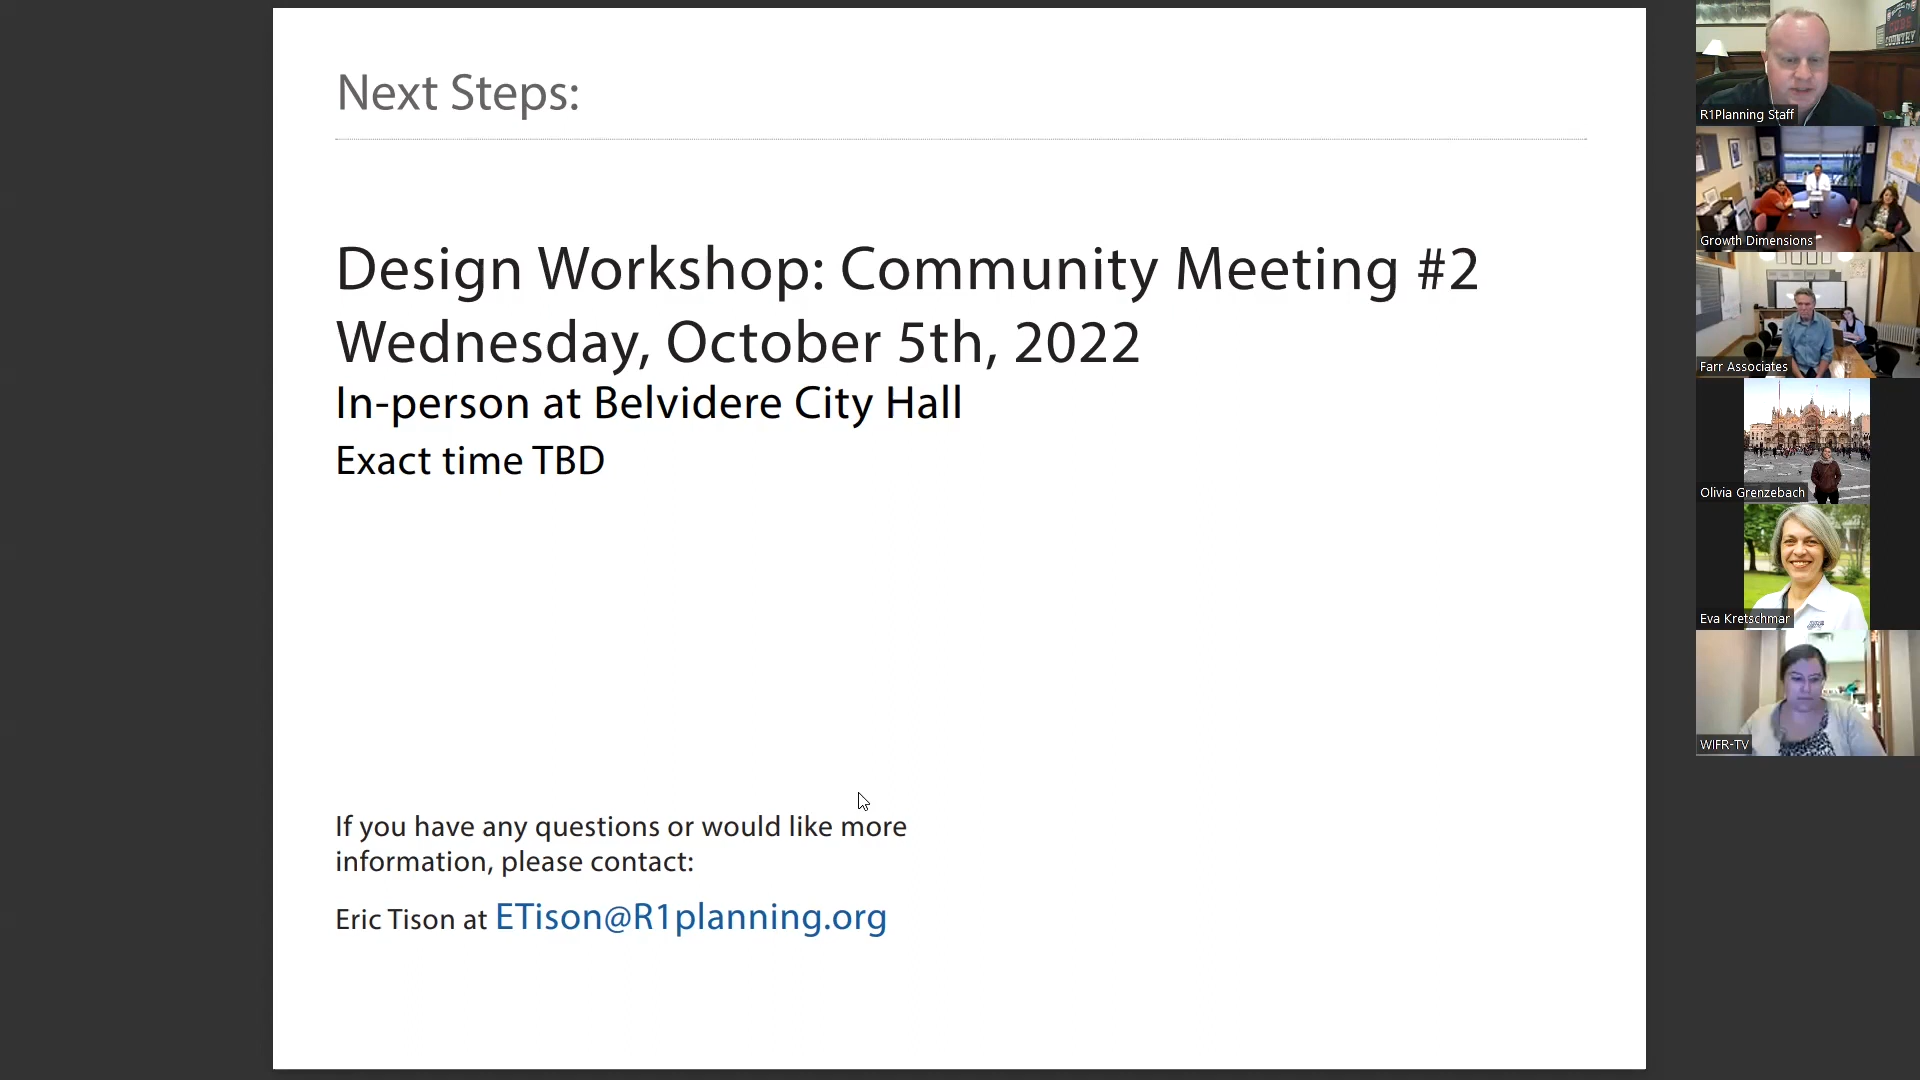 Next Steps:
Design Workshop: Community Meeting #2
Wednesday, October 5th, 2022
In-person at Belvidere City Hall
Exact time TBD
If you have any questions or would like more
information, please contact:
Eric Tison at ETison@R1planning.org
CUBS
COUNTRY
R1Planning Staff
Growth Dimensions
Farr Associates
Olivia Grenzebach
Eva Kretschmar
WIFR-TV